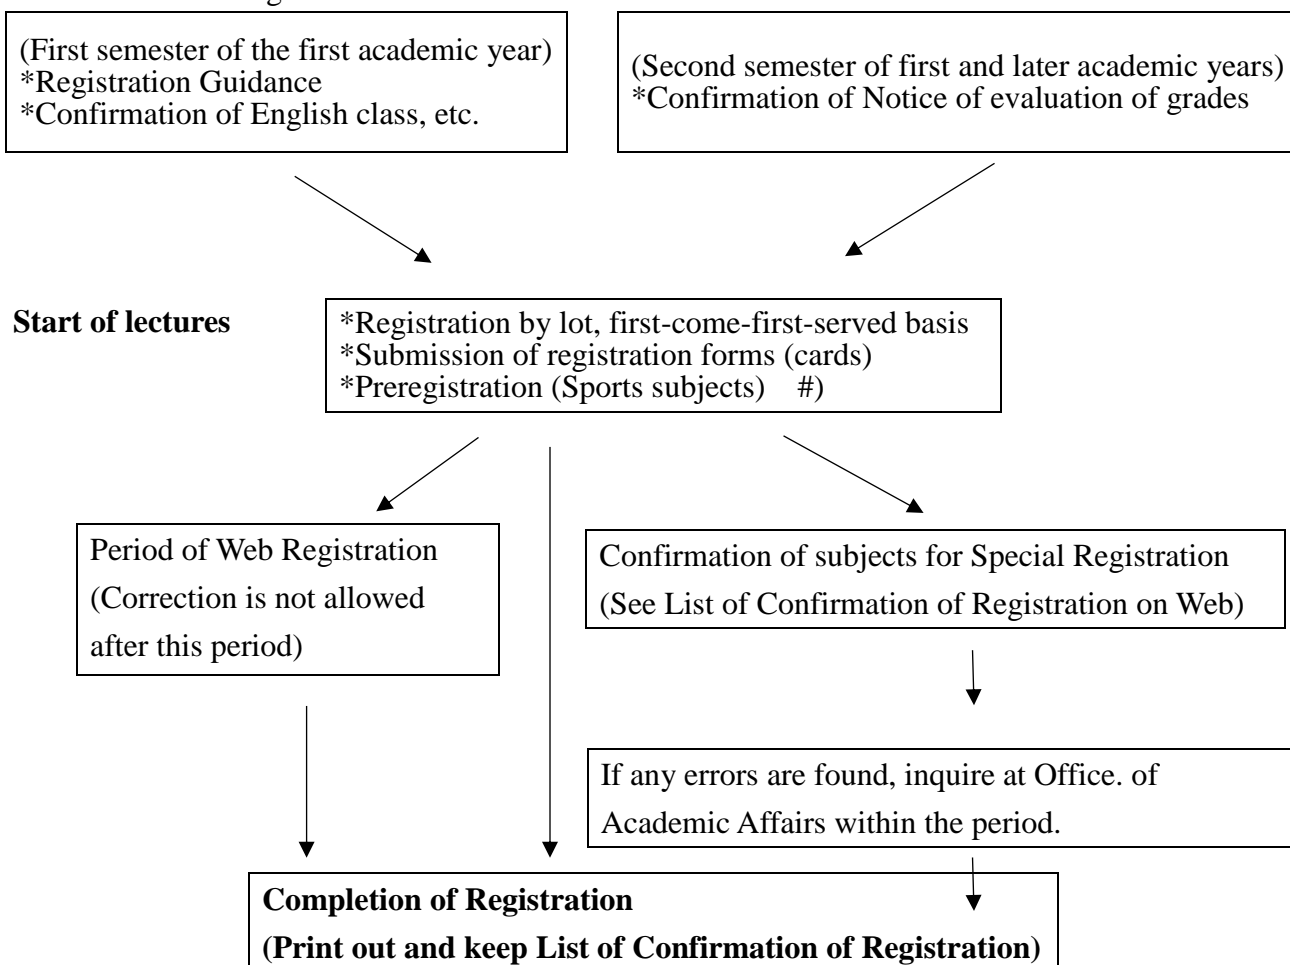 (First semester of the first academic year)
*Registration Guidance
*Confirmation of English class, etc.
(Second semester of first and later academic years)
*Confirmation of Notice of evaluation of grades
Start of lectures
*Registration by lot, first-come-first-served basis
*Submission of registration forms (cards)
*Preregistration (Sports subjects) #)
Period of Web Registration
(Correction is not allowed
after this period)
Confirmation of subjects for Special Registration
(See List of Confirmation of Registration on Web)
If any errors are found, inquire at Office. of
Academic Affairs within the period.
Completion of Registration
(Print out and keep List of Confirmation of Registration)